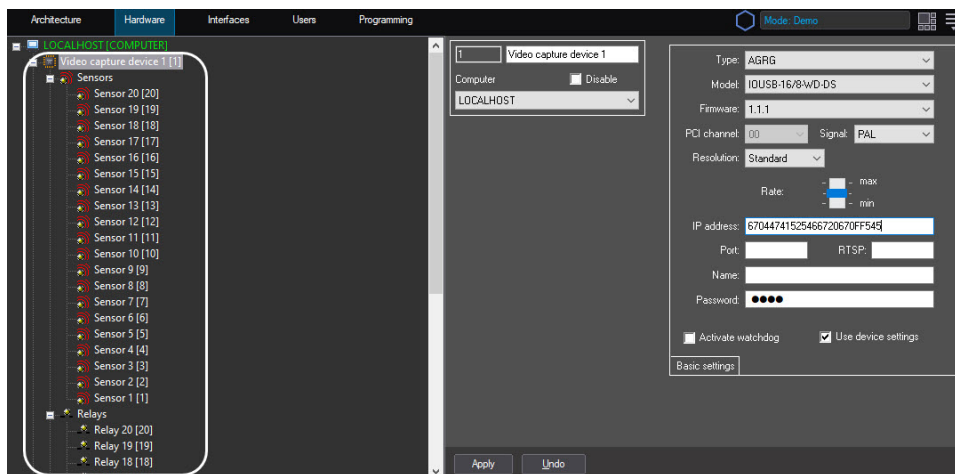 Architecture Hardware Interfaces Users Programming Mode: Demo
LOCALHOST [COMPUTER]
Video capture device 1 [1]
Sensors
Sensor 20 [20]
Sensor 19 [19]
Sensor 18 [18]
Sensor 17 [17]
Sensor 16 [16]
Sensor 15 [15]
Sensor 14 [14]
Sensor 13 [13]
Sensor 12 [12]
Sensor 11 [11]
Sensor 10 [10]
Sensor 9 [9]
Sensor 8 [8]
Sensor 7 [7]
Sensor 6 [6]
Sensor 5 [5]
Sensor 4 [4]
Sensor 3 [3]
Sensor 2 [2]
Sensor 1 [1]
Relays
Relay 20 [20]
Relay 19 [19]
Relay 18 [18]
1 Video capture device 1
Computer Disable
LOCALHOST
Type: AGRG
Model: IOUSB-16/8-WD-DS
Firmware: 1.1.1
PCI channel: 00 Signal: PAL
Resolution: Standard
Rate: max
min
IP address: 67044741525466720670FF545
Port: RTSP:
Name:
Password: ●●●●
Activate watchdog Use device settings
Basic settings
Apply Undo